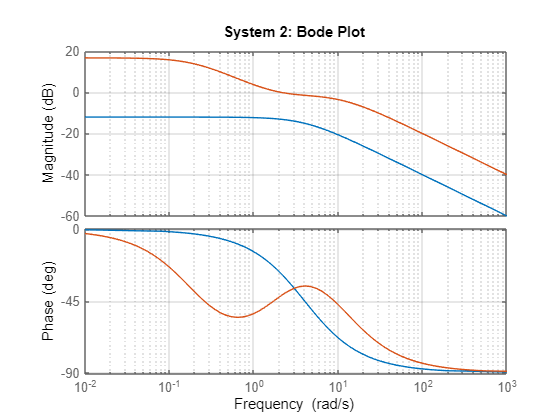 System 2: Bode Plot
Magnitude (dB)
20
0
-20
-40
-60
Phase (deg)
0
-45
-90
10^-2 10^-1 10^0 10^1 10^2 10^3
Frequency (rad/s)